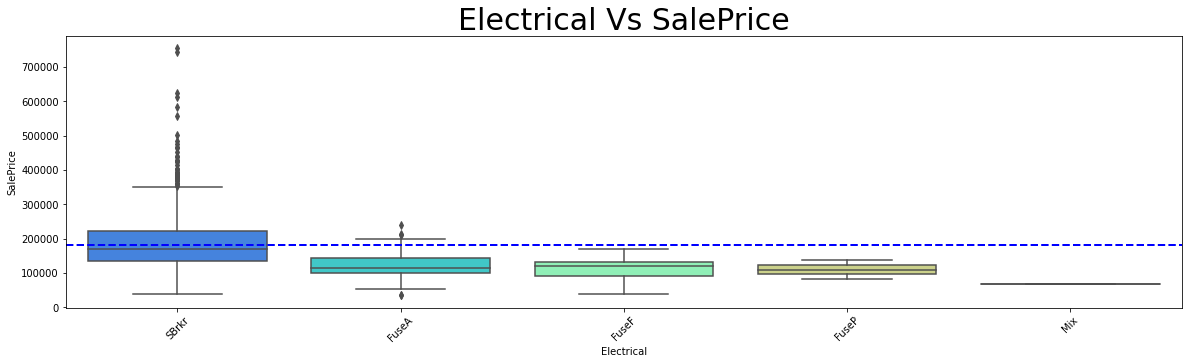 Electrical Vs SalePrice
SalePrice
700000
600000
500000
400000
300000
200000
100000
0
SBrkr
FuseA
FuseF
FuseP
Mix
Electrical